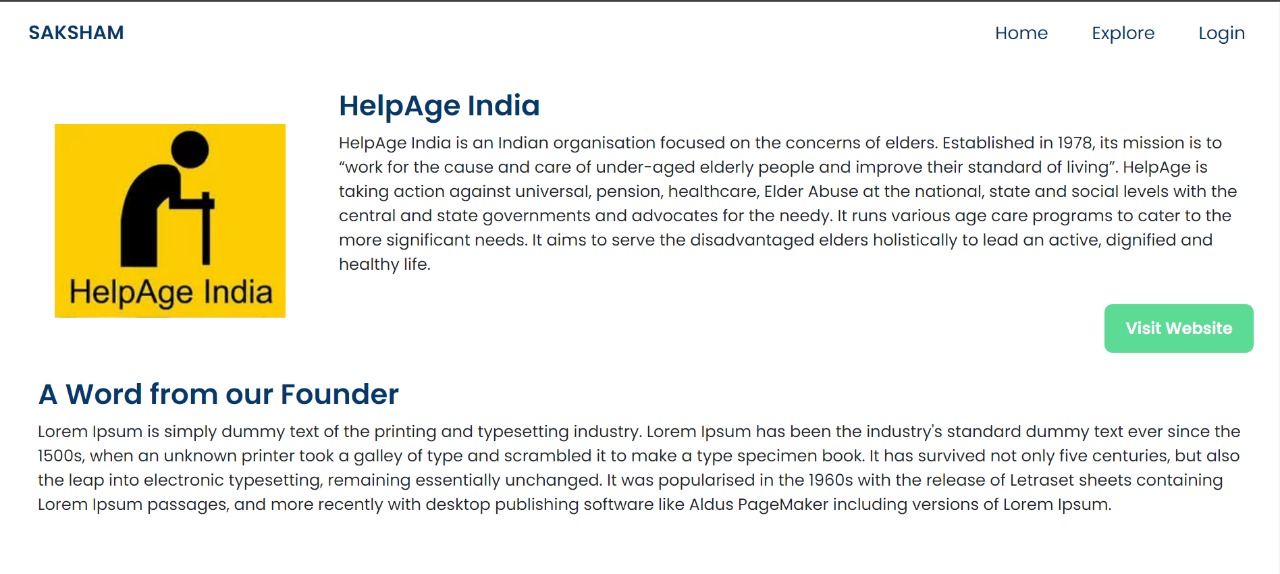 SAKSHAM
Home Explore Login
HelpAge India
HelpAge India is an Indian organisation focused on the concerns of elders. Established in 1978, its mission is to
“work for the cause and care of under-aged elderly people and improve their standard of living”. HelpAge is
taking action against universal, pension, healthcare, Elder Abuse at the national, state and social levels with the
central and state governments and advocates for the needy. It runs various age care programs to cater to the
more significant needs. It aims to serve the disadvantaged elders holistically to lead an active, dignified and
healthy life.
HelpAge India
Visit Website
A Word from our Founder
Lorem Ipsum is simply dummy text of the printing and typesetting industry. Lorem Ipsum has been the industry's standard dummy text ever since the
1500s, when an unknown printer took a galley of type and scrambled it to make a type specimen book. It has survived not only five centuries, but also
the leap into electronic typesetting, remaining essentially unchanged. It was popularised in the 1960s with the release of Letraset sheets containing
Lorem Ipsum passages, and more recently with desktop publishing software like Aldus PageMaker including versions of Lorem Ipsum.